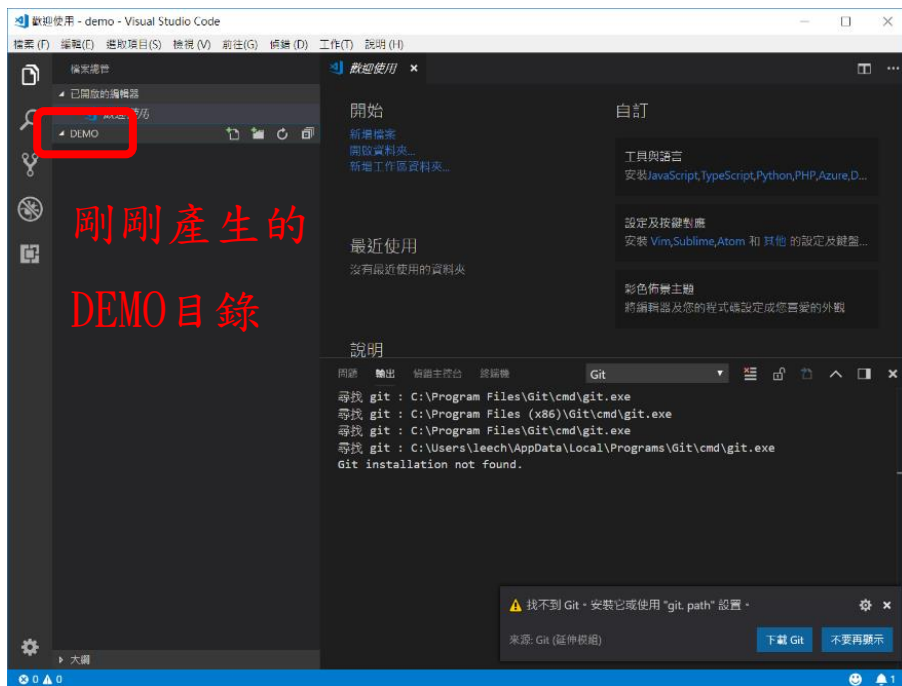 歡迎使用 - demo - Visual Studio Code
檔案(F) 編輯(E) 選取項目(S) 檢視(V) 前往(G) 偵錯(D) 工作(T) 說明(H)
檔案總管
已開啟的編輯器
歡迎使用
DEMO
剛剛產生的
DEMO目錄
大綱
歡迎使用
開始
新增檔案
開啟資料夾...
新增工作區資料夾...
最近使用
沒有最近使用的資料夾
說明
自訂
工具與語言
安裝JavaScript,TypeScript,Python,PHP,Azure,D...
設定及按鍵對應
安裝 Vim,Sublime,Atom 和 其他 的設定及鍵盤...
彩色佈景主題
將編輯器及您的程式碼設定成您喜愛的外觀
問題 輸出 偵錯主控台 終端機 Git
尋找 git : C:\Program Files\Git\cmd\git.exe
尋找 git : C:\Program Files (x86)\Git\cmd\git.exe
尋找 git : C:\Program Files\Git\cmd\git.exe
尋找 git : C:\Users\leech\AppData\Local\Programs\Git\cmd\git.exe
Git installation not found.
找不到 Git。安裝它或使用 "git. path" 設置。
來源: Git (延伸模組)
下載 Git 不要再顯示
0 0
1